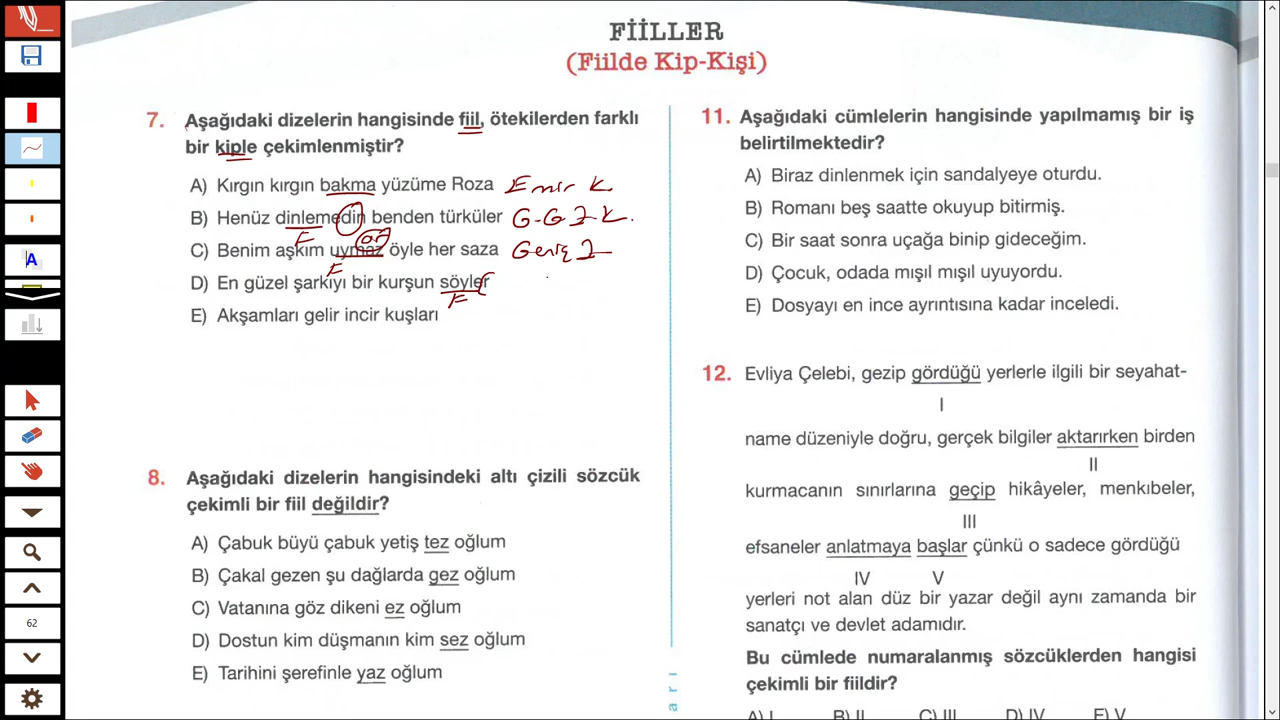 FİİLLER
(Fiilde Kip-Kişi)
7. Aşağıdaki dizelerin hangisinde fiil, ötekilerden farklı
bir kiple çekimlenmiştir?
A) Kırgın kırgın bakma yüzüme Roza Emir K
B) Henüz dinlemedin benden türküler G-G Z K.
F
C) Benim aşkım uymaz öyle her saza Geniş Z
ar
F
D) En güzel şarkıyı bir kurşun söyler
F
E) Akşamları gelir incir kuşları
8. Aşağıdaki dizelerin hangisindeki altı çizili sözcük
çekimli bir fiil değildir?
A) Çabuk büyü çabuk yetiş tez oğlum
B) Çakal gezen şu dağlarda gez oğlum
C) Vatanına göz dikeni ez oğlum
D) Dostun kim düşmanın kim sez oğlum
E) Tarihini şerefinle yaz oğlum
11. Aşağıdaki cümlelerin hangisinde yapılmamış bir iş
belirtilmektedir?
A) Biraz dinlenmek için sandalyeye oturdu.
B) Romanı beş saatte okuyup bitirmiş.
C) Bir saat sonra uçağa binip gideceğim.
D) Çocuk, odada mışıl mışıl uyuyordu.
E) Dosyayı en ince ayrıntısına kadar inceledi.
12. Evliya Çelebi, gezip gördüğü yerlerle ilgili bir seyahat-
I
name düzeniyle doğru, gerçek bilgiler aktarırken birden
II
kurmacanın sınırlarına geçip hikâyeler, menkıbeler,
III
efsaneler anlatmaya başlar çünkü o sadece gördüğü
IV V
yerleri not alan düz bir yazar değil aynı zamanda bir
sanatçı ve devlet adamıdır.
Bu cümlede numaralanmış sözcüklerden hangisi
çekimli bir fiildir?
A) I B) II C) III D) IV E) V
arı
A
62